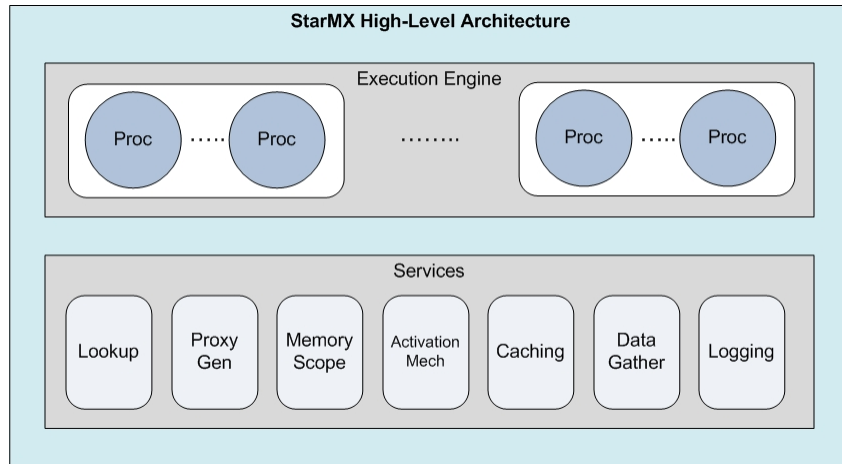 StarMX High-Level Architecture
Execution Engine
Proc ..... Proc ........ Proc ..... Proc
Services
Lookup
Proxy
Gen
Memory
Scope
Activation
Mech
Caching
Data
Gather
Logging